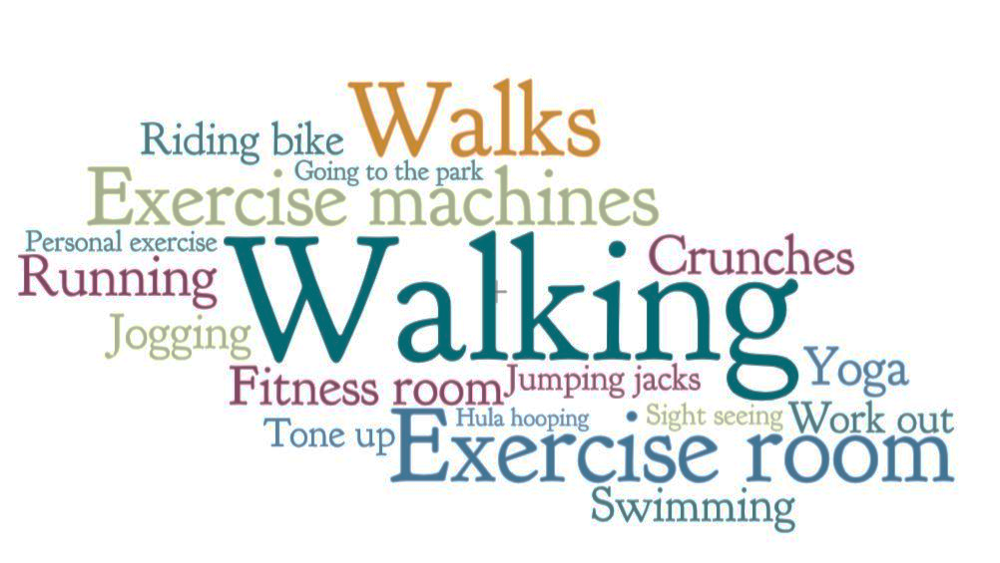 Walks
Riding bike
Going to the park
Exercise machines
Personal exercise
Walking
Crunches
Running
Jogging
Yoga
Fitness room
Jumping jacks
Hula hooping
Sight seeing
Work out
Tone up
Exercise room
Swimming